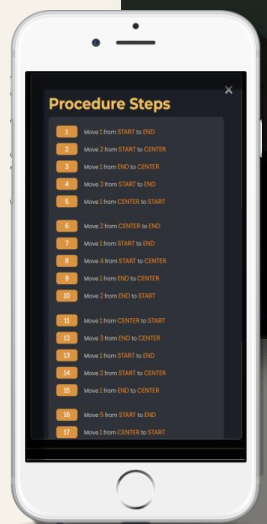 Procedure Steps
1 Move 1 from START to END
2 Move 2 from START to CENTER
3 Move 1 from END to CENTER
4 Move 3 from START to END
5 Move 1 from CENTER to START
6 Move 2 from CENTER to END
7 Move 1 from START to END
8 Move 4 from START to CENTER
9 Move 1 from END to CENTER
10 Move 2 from END to START
11 Move 1 from CENTER to START
12 Move 3 from END to CENTER
13 Move 1 from START to END
14 Move 2 from START to CENTER
15 Move 1 from END to CENTER
16 Move 5 from START to END
17 Move 1 from CENTER to START